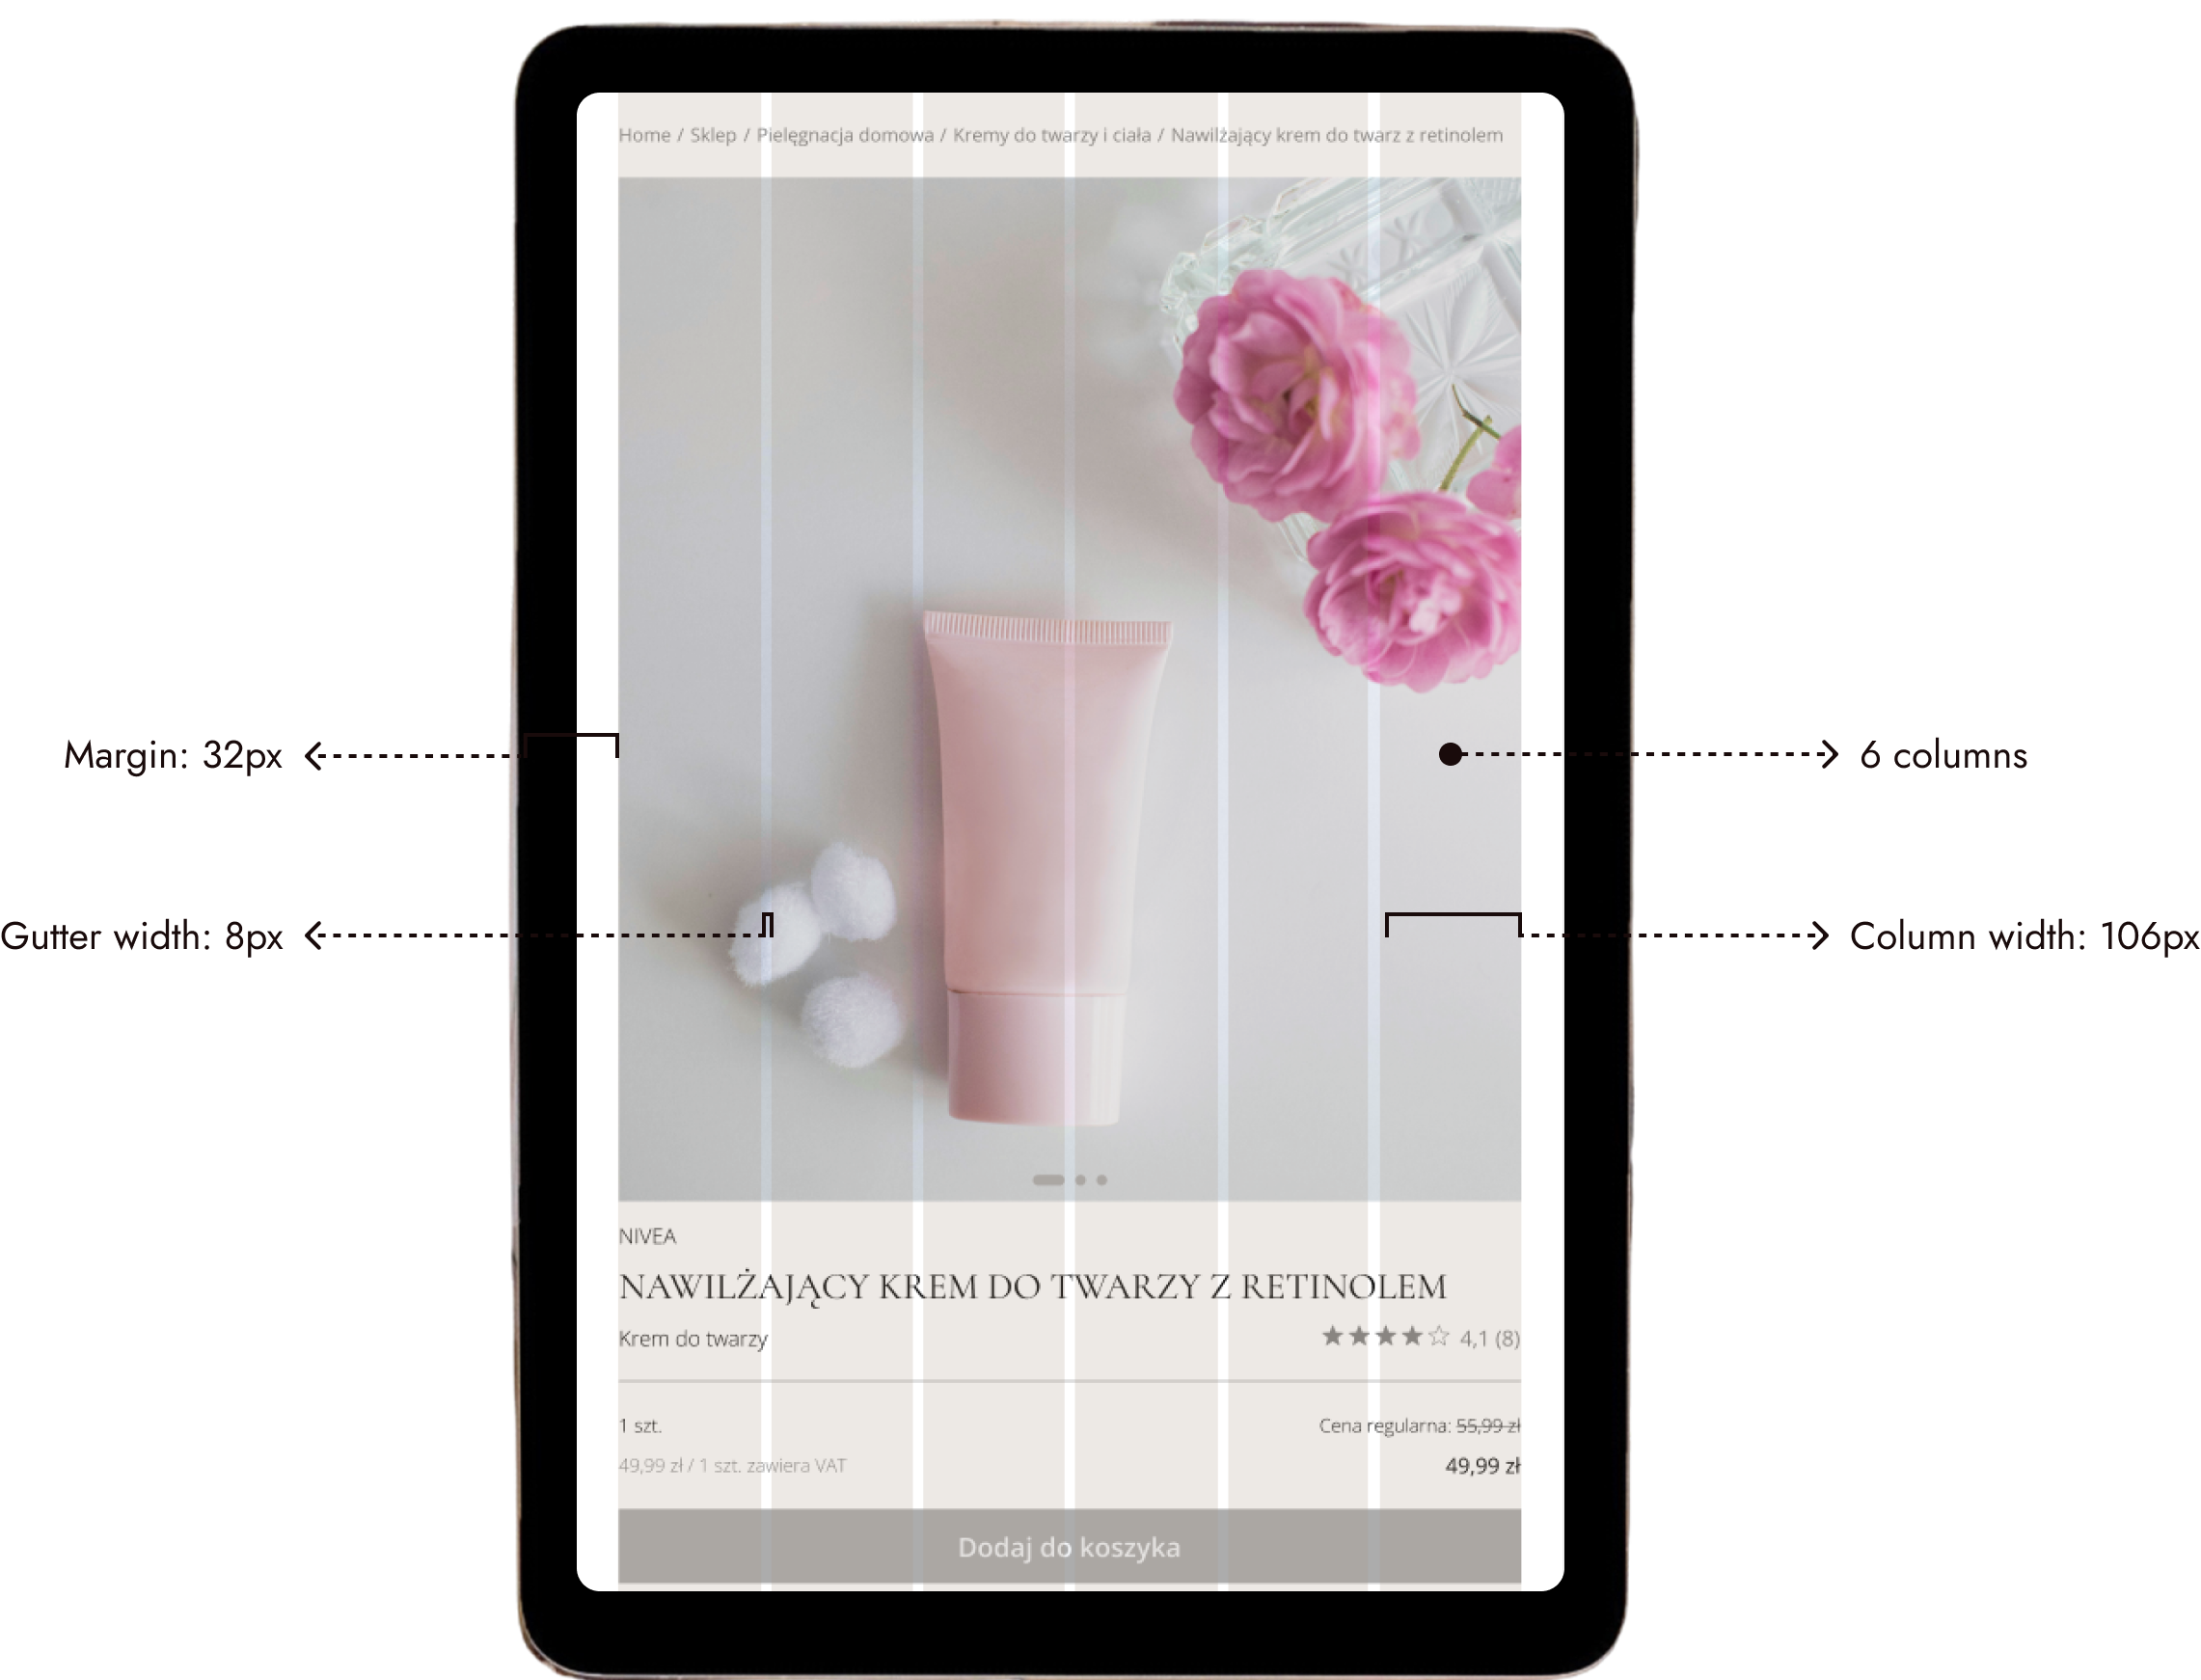 Home / Sklep / Pielęgnacja domowa / Kremy do twarzy i ciała / Nawilżający krem do twarz z retinolem
Margin: 32px
6 columns
Gutter width: 8px
Column width: 106px
NIVEA
NAWILŻAJĄCY KREM DO TWARZY Z RETINOLEM
Krem do twarzy
4,1 (8)
1 szt.
Cena regularna: 55,99 zł
49,99 zł / 1 szt. zawiera VAT
49,99 zł
Dodaj do koszyka